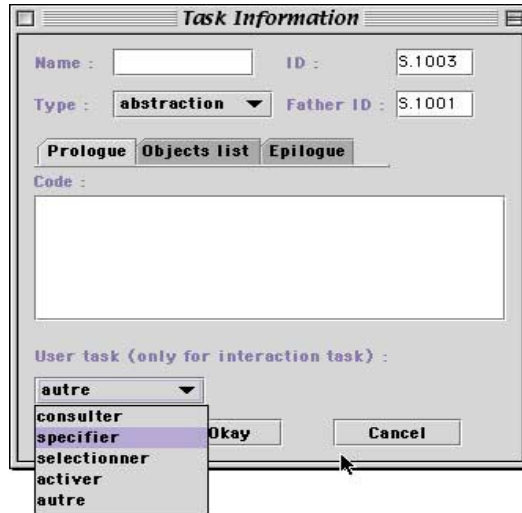 Task Information
Name : ID : S.1003
Type : abstraction Father ID : S.1001
Prologue Objects list Epilogue
Code :
User task (only for interaction task) :
autre
consulter
specifier Okay Cancel
selectionner
activer
autre